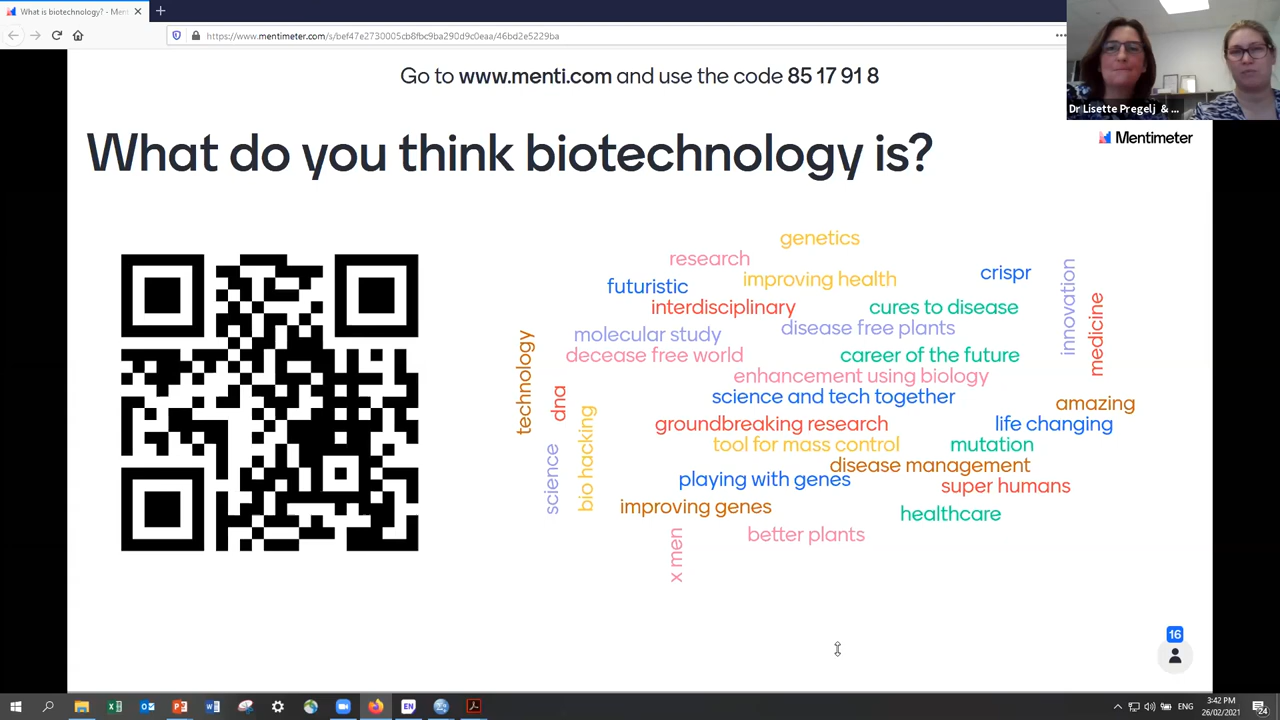 What is biotechnology? - Ment
https://www.mentimeter.com/s/bef47e2730005cb8fbc9ba290d9c0eaa/46bd2e5229ba
Go to www.menti.com and use the code 85 17 91 8
Dr Lisette Pregelj & ...
Mentimeter
What do you think biotechnology is?
genetics
research
improving health
crispr
futuristic
innovation
interdisciplinary
cures to disease
medicine
molecular study
disease free plants
technology
decease free world
career of the future
enhancement using biology
dna
science and tech together
amazing
bio hacking
groundbreaking research
life changing
tool for mass control
mutation
science
disease management
playing with genes
super humans
improving genes
healthcare
x men
better plants
16
EN
ENG
3:42 PM
26/02/2021
24